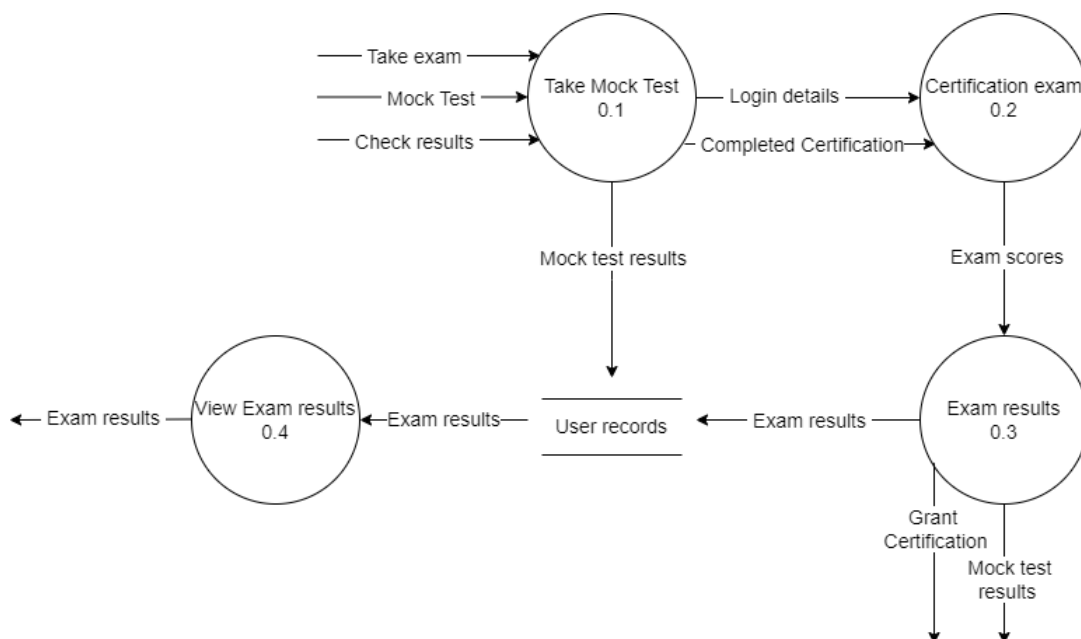 Take exam
Mock Test
Check results
Take Mock Test
0.1
Login details
Completed Certification
Certification exam
0.2
Mock test results
Exam scores
Exam results
View Exam results
0.4
Exam results
User records
Exam results
Exam results
0.3
Grant
Certification
Mock test
results